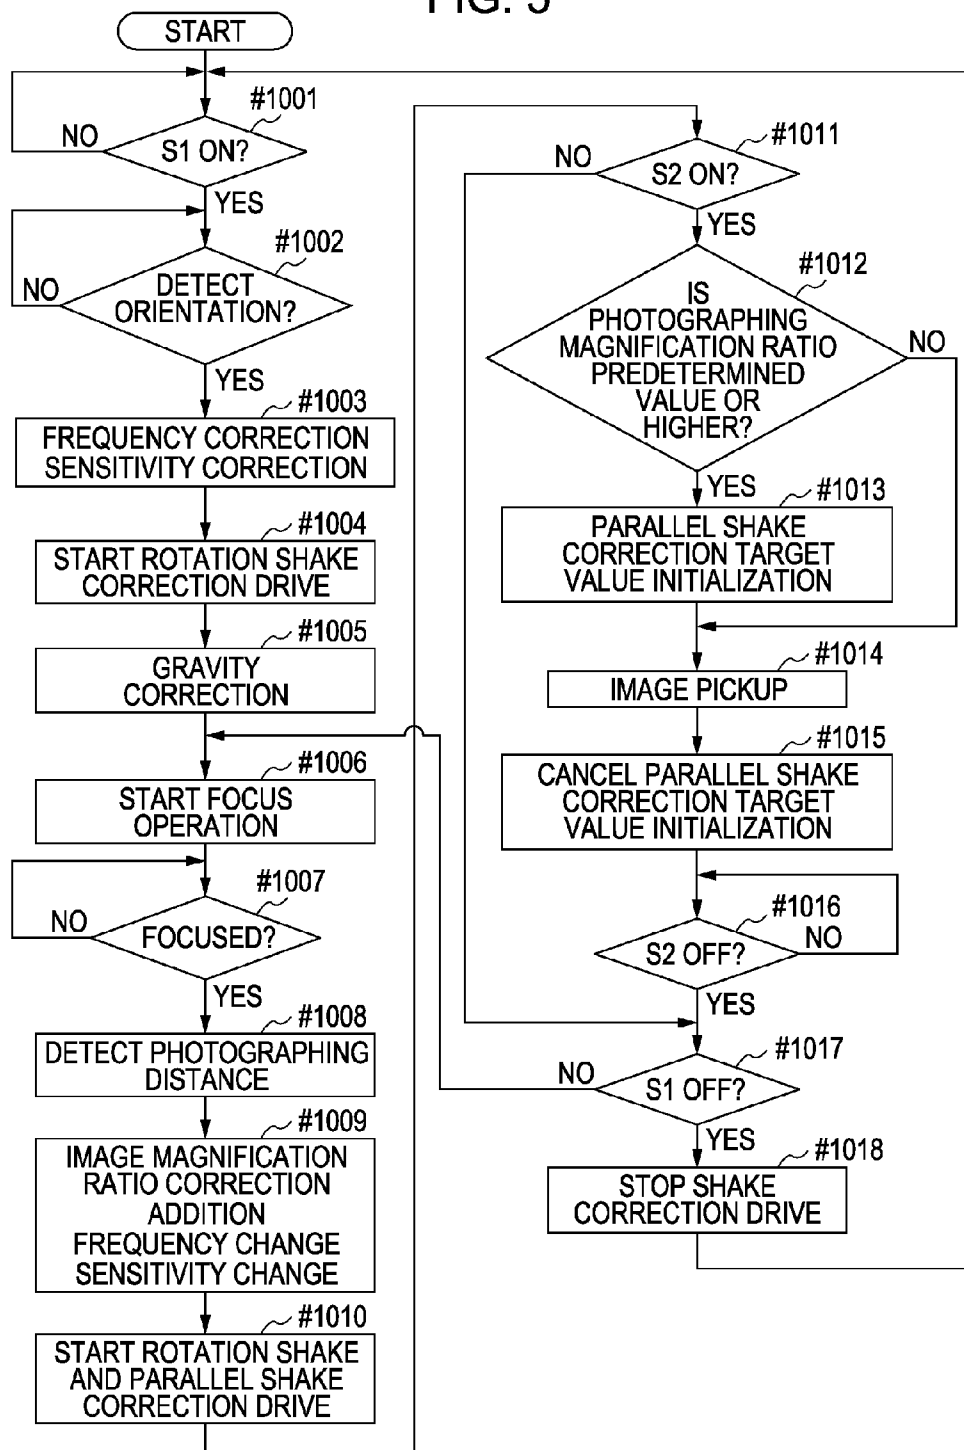 FIG. 5
START
#1001
S1 ON?
NO
YES
#1002
DETECT
ORIENTATION?
NO
YES
#1003
FREQUENCY CORRECTION
SENSITIVITY CORRECTION
#1004
START ROTATION SHAKE
CORRECTION DRIVE
#1005
GRAVITY
CORRECTION
#1006
START FOCUS
OPERATION
#1007
FOCUSED?
NO
YES
#1008
DETECT PHOTOGRAPHING
DISTANCE
#1009
IMAGE MAGNIFICATION
RATIO CORRECTION
ADDITION
FREQUENCY CHANGE
SENSITIVITY CHANGE
#1010
START ROTATION SHAKE
AND PARALLEL SHAKE
CORRECTION DRIVE
#1011
S2 ON?
NO
YES
#1012
IS
PHOTOGRAPHING
MAGNIFICATION RATIO
PREDETERMINED
VALUE OR
HIGHER?
NO
YES
#1013
PARALLEL SHAKE
CORRECTION TARGET
VALUE INITIALIZATION
#1014
IMAGE PICKUP
#1015
CANCEL PARALLEL SHAKE
CORRECTION TARGET
VALUE INITIALIZATION
#1016
S2 OFF?
NO
YES
#1017
S1 OFF?
NO
YES
#1018
STOP SHAKE
CORRECTION DRIVE